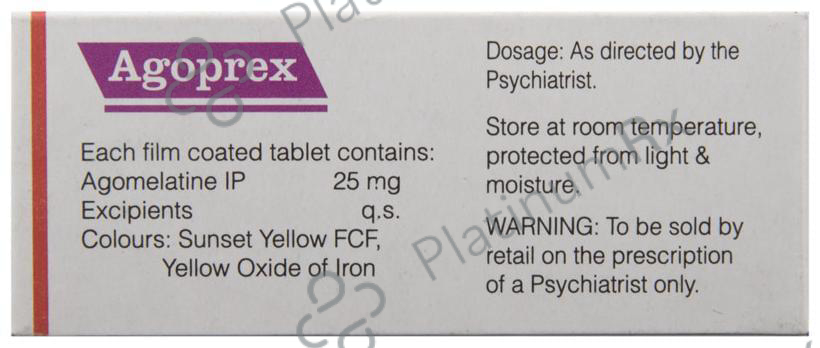 Agoprex
Each film coated tablet contains:
Agomelatine IP 25 mg
Excipients q.s.
Colours: Sunset Yellow FCF,
Yellow Oxide of Iron
Dosage: As directed by the
Psychiatrist.
Store at room temperature,
protected from light &
moisture.
WARNING: To be sold by
retail on the prescription
of a Psychiatrist only.
PlatinumRx